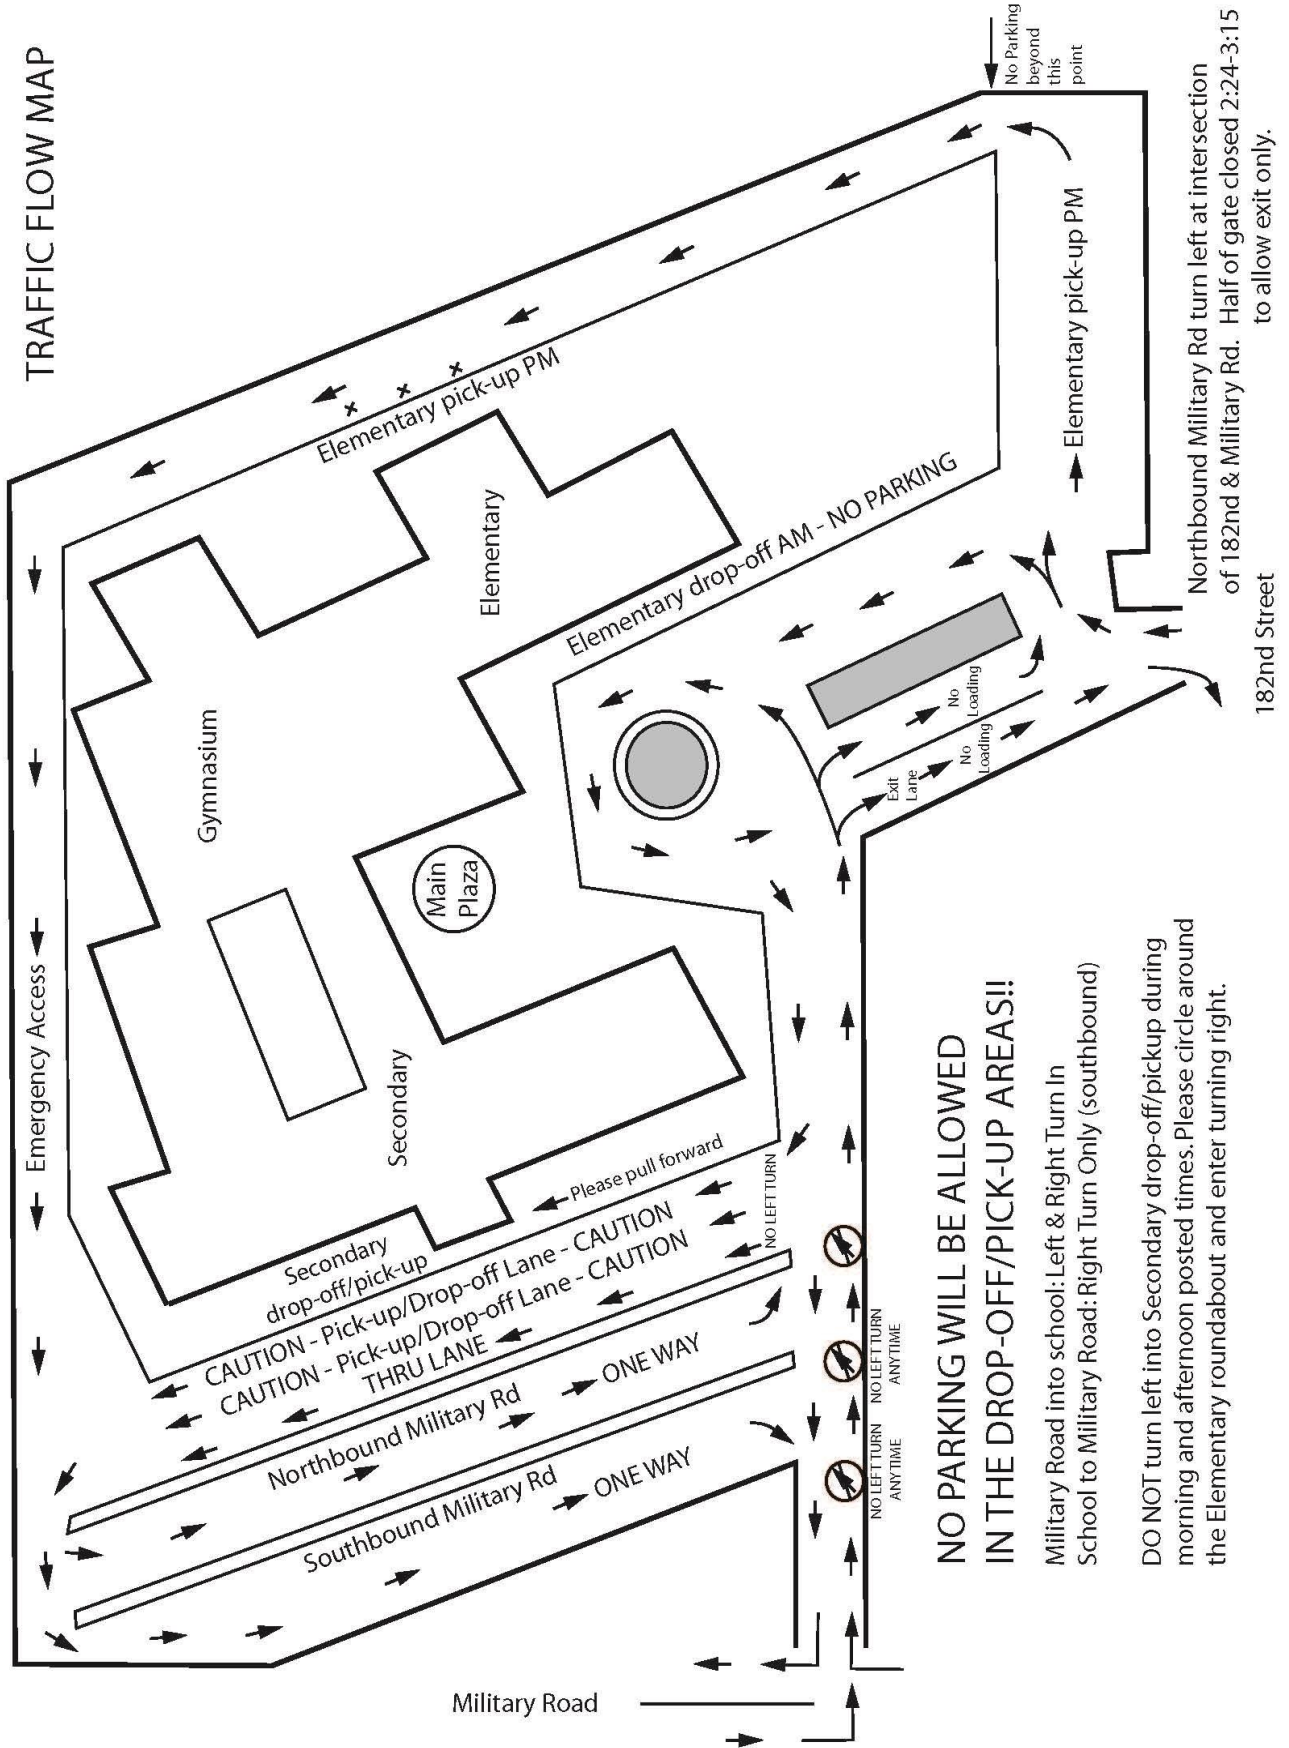 TRAFFIC FLOW MAP
Emergency Access
Gymnasium
Elementary pick-up PM
No Parking
beyond
this
point
Elementary
Secondary
Main
Plaza
Elementary drop-off AM - NO PARKING
Elementary pick-up PM
Secondary
drop-off/pick-up
Please pull forward
CAUTION - Pick-up/Drop-off Lane - CAUTION
CAUTION - Pick-up/Drop-off Lane - CAUTION
THRU LANE
NO LEFT TURN
Northbound Military Rd
ONE WAY
Southbound Military Rd
ONE WAY
NO LEFT TURN
ANYTIME
NO LEFT TURN
ANYTIME
Exit
Lane
No
Loading
No
Loading
Military Road
182nd Street
Northbound Military Rd turn left at intersection
of 182nd & Military Rd. Half of gate closed 2:24-3:15
to allow exit only.
NO PARKING WILL BE ALLOWED
IN THE DROP-OFF/PICK-UP AREAS!!
Military Road into school: Left & Right Turn In
School to Military Road: Right Turn Only (southbound)
DO NOT turn left into Secondary drop-off/pickup during
morning and afternoon posted times. Please circle around
the Elementary roundabout and enter turning right.